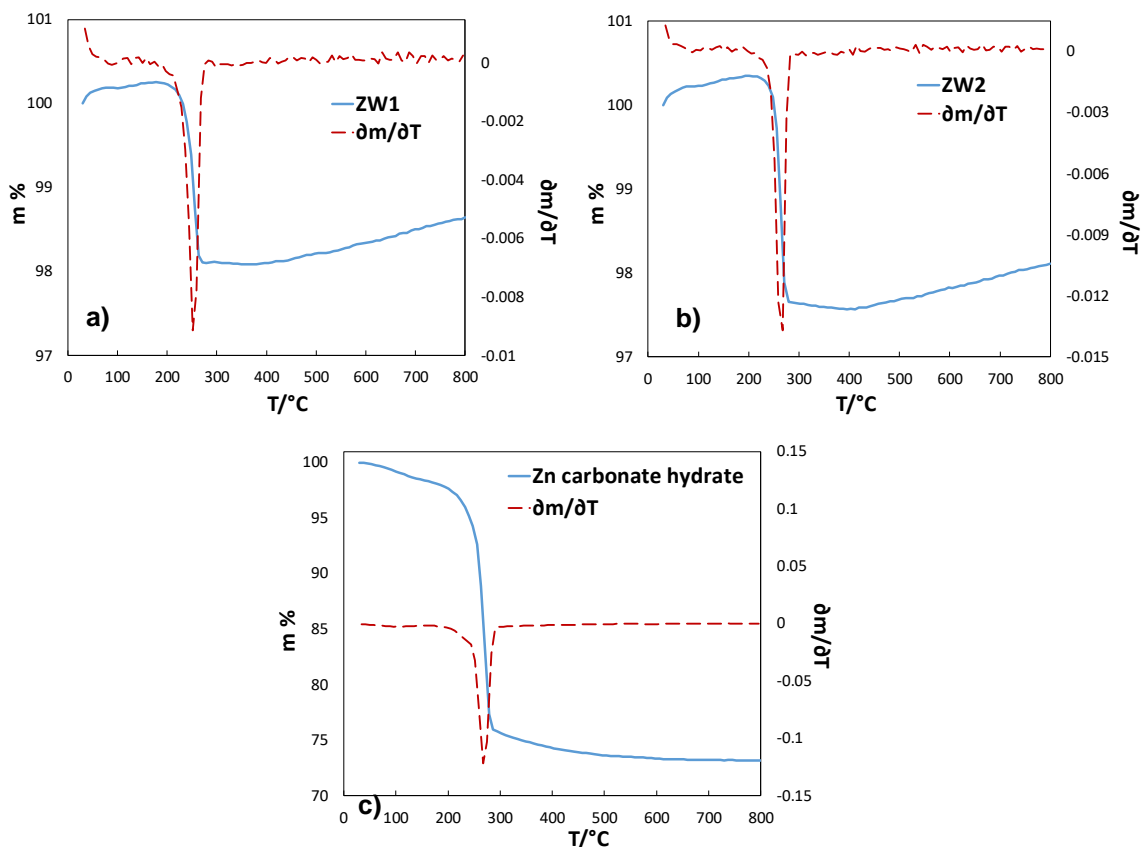 101
100
99
98
97
m %
0
-0.002
-0.004
-0.006
-0.008
-0.01
∂m/∂T
ZW1
∂m/∂T
a)
0 100 200 300 400 500 600 700 800
T/°C
101
100
99
98
97
m %
0
-0.003
-0.006
-0.009
-0.012
-0.015
∂m/∂T
ZW2
∂m/∂T
b)
0 100 200 300 400 500 600 700 800
T/°C
100
95
90
85
80
75
70
m %
0.15
0.1
0.05
0
-0.05
-0.1
-0.15
∂m/∂T
Zn carbonate hydrate
∂m/∂T
c)
0 100 200 300 400 500 600 700 800
T/°C